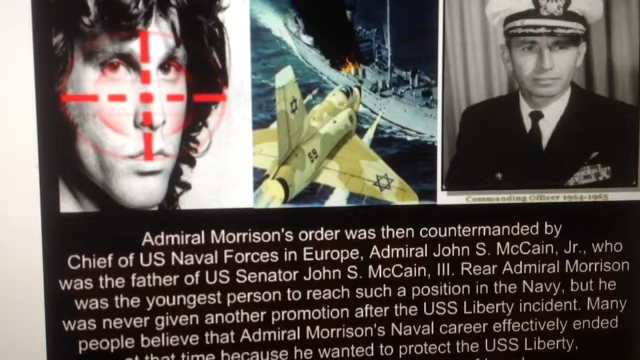 59
Commanding Officer 1964-1965
Admiral Morrison's order was then countermanded by
Chief of US Naval Forces in Europe, Admiral John S. McCain, Jr., who
was the father of US Senator John S. McCain, III. Rear Admiral Morrison
was the youngest person to reach such a position in the Navy, but he
was never given another promotion after the USS Liberty incident. Many
people believe that Admiral Morrison's Naval career effectively ended
at that time because he wanted to protect the USS Liberty,